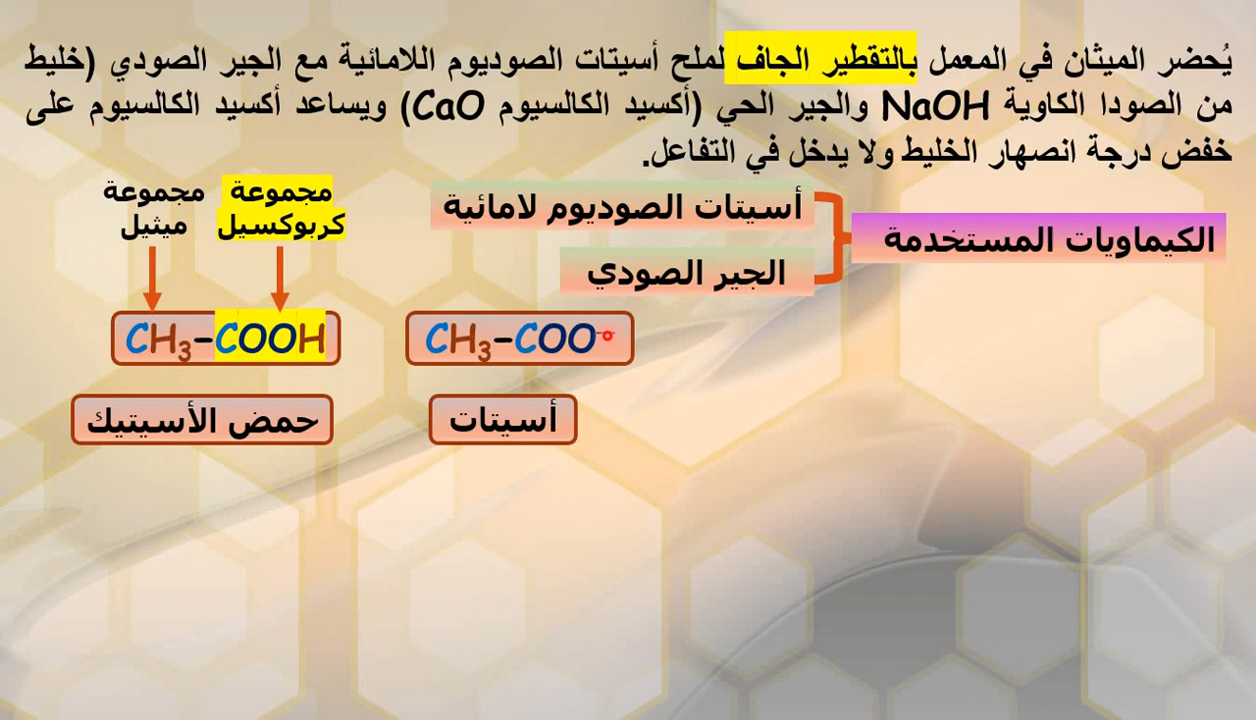 يُحضر الميثان في المعمل بالتقطير الجاف لملح أسيتات الصوديوم اللامائية مع الجير الصودي (خليط
من الصودا الكاوية NaOH والجير الحي (أكسيد الكالسيوم CaO) ويساعد أكسيد الكالسيوم على
خفض درجة انصهار الخليط ولا يدخل في التفاعل.
الكيماويات المستخدمة
أسيتات الصوديوم لامائية
الجير الصودي
مجموعة
كربوكسيل
مجموعة
ميثيل
CH₃–COO⁻
CH₃–COOH
أسيتات
حمض الأسيتيك